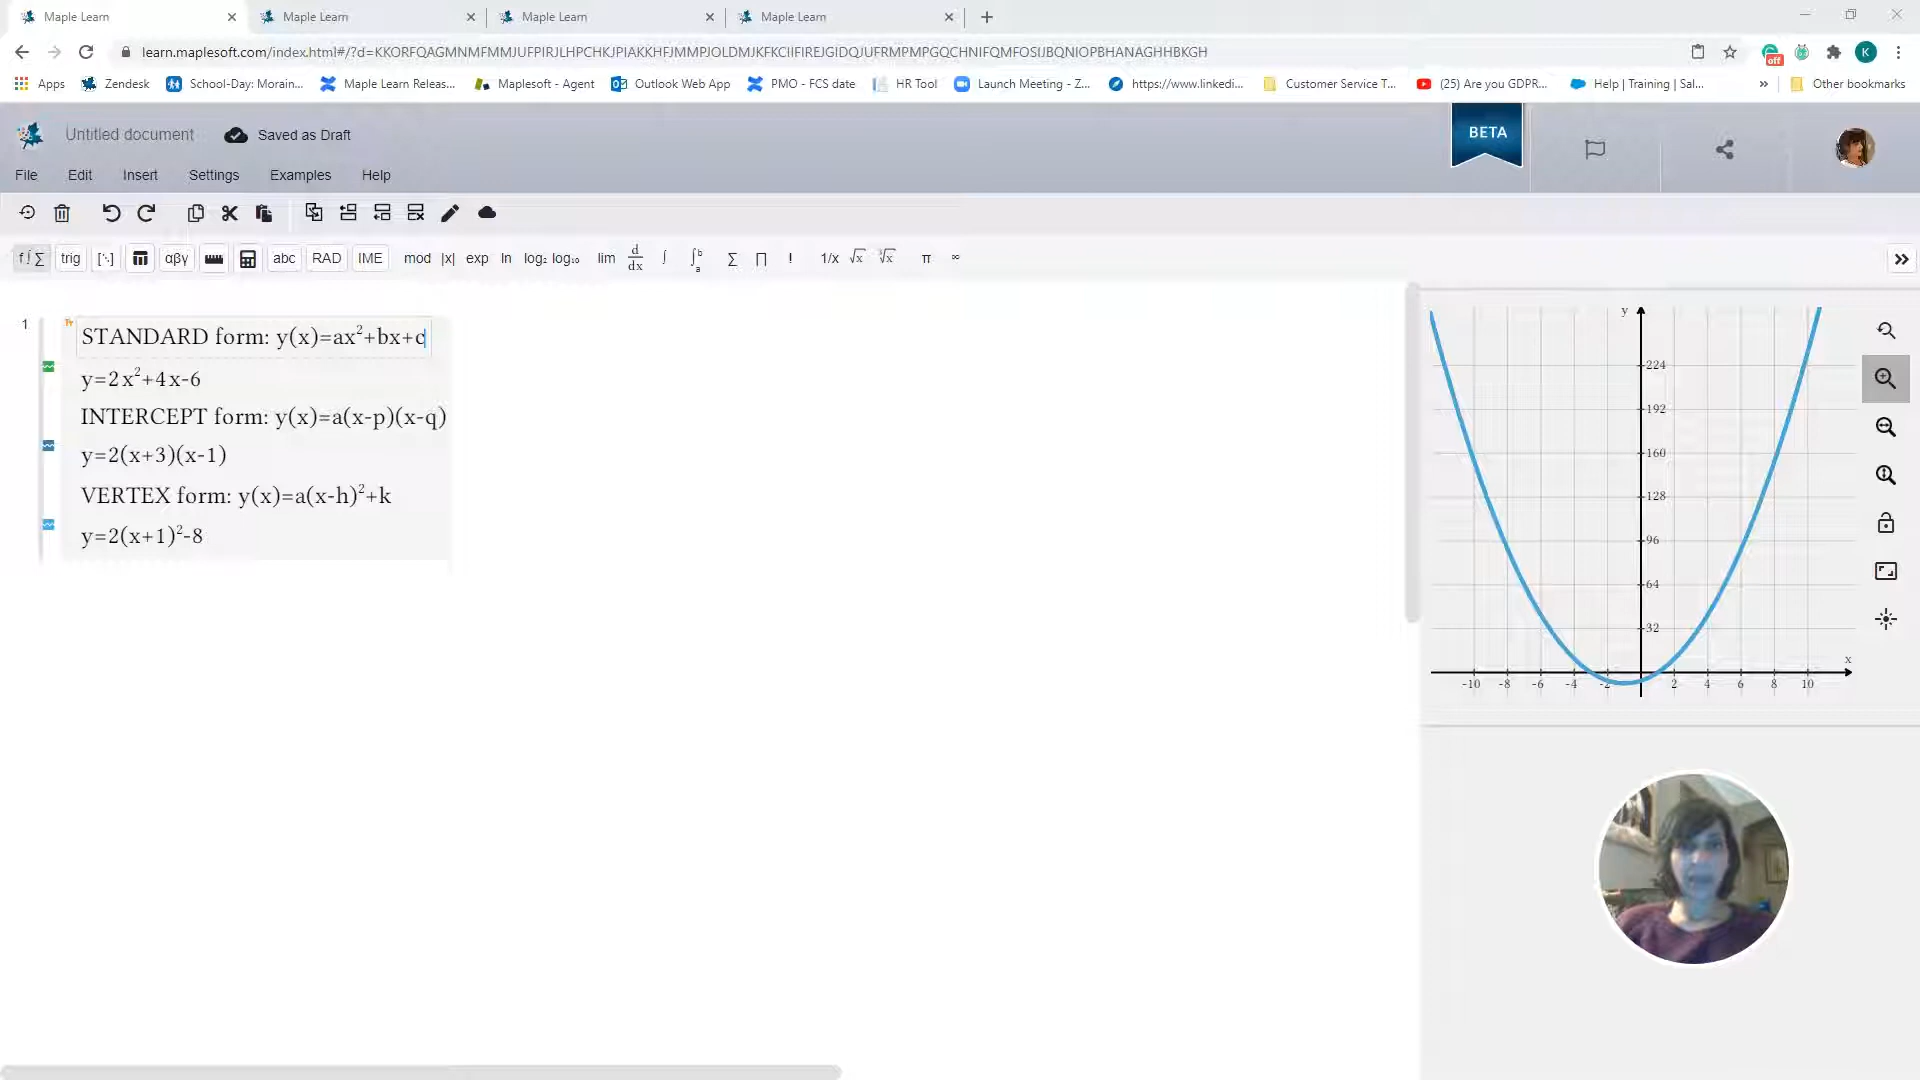 Maple Learn
Maple Learn
Maple Learn
Maple Learn
learn.maplesoft.com/index.html#/?d=KKORFQAGMNMFMMJUFPIRJLHPCHKJPIAKKHFJMMPJOLDMJKFKCIIFIREJGIDQJUFRMPMPGQCHNIFQMFOSIJBQNIOPBHANAGHHBKGH
off
K
Apps
Zendesk
School-Day: Morain...
Maple Learn Releas...
Maplesoft - Agent
Outlook Web App
PMO - FCS date
HR Tool
Launch Meeting - Z...
https://www.linkedi...
Customer Service T...
(25) Are you GDPR...
Help | Training | Sal...
»
Other bookmarks
Untitled document
Saved as Draft
BETA
File
Edit
Insert
Settings
Examples
Help
f∫∑
trig
[⋱]
αβγ
abc
RAD
IME
mod
|x|
exp
ln
log₂
log₁₀
lim
d/dx
∫
∫ₐᵇ
∑
∏
!
1/x
√x
∛x
π
∞
1
Tr
STANDARD form: y(x)=ax²+bx+c
y=2x²+4x-6
INTERCEPT form: y(x)=a(x-p)(x-q)
y=2(x+3)(x-1)
VERTEX form: y(x)=a(x-h)²+k
y=2(x+1)²-8
y
224
192
160
128
96
64
32
x
-10 -8 -6 -4 -2 2 4 6 8 10